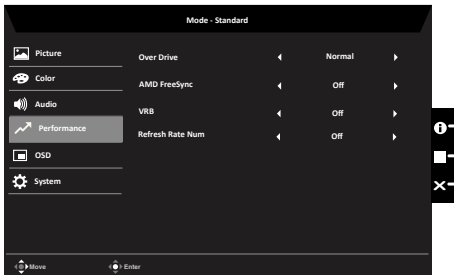 Mode - Standard
Picture
Over Drive Normal
Color
AMD FreeSync Off
Audio
VRB Off
Performance
Refresh Rate Num Off
OSD
System
Move Enter